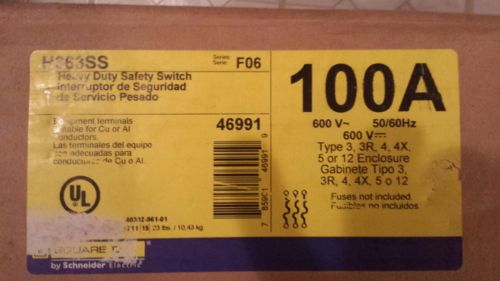 H363SS
Heavy Duty Safety Switch
Interruptor de Seguridad
de Servicio Pesado
Series
Serie
F06
Equipment terminals
suitable for Cu or Al
conductors.
Las terminales del equipo
son adecuadas para
conductores de Cu o Al.
46991
100A
600 V~ 50/60Hz
600 V⎓
Type 3, 3R, 4, 4X,
5 or 12 Enclosure
Gabinete Tipo 3,
3R, 4, 4X, 5 o 12
Fuses not included.
Fusibles no incluidos.
UL
lbs / 10,43 kg.
SQUARE D
by Schneider Electric